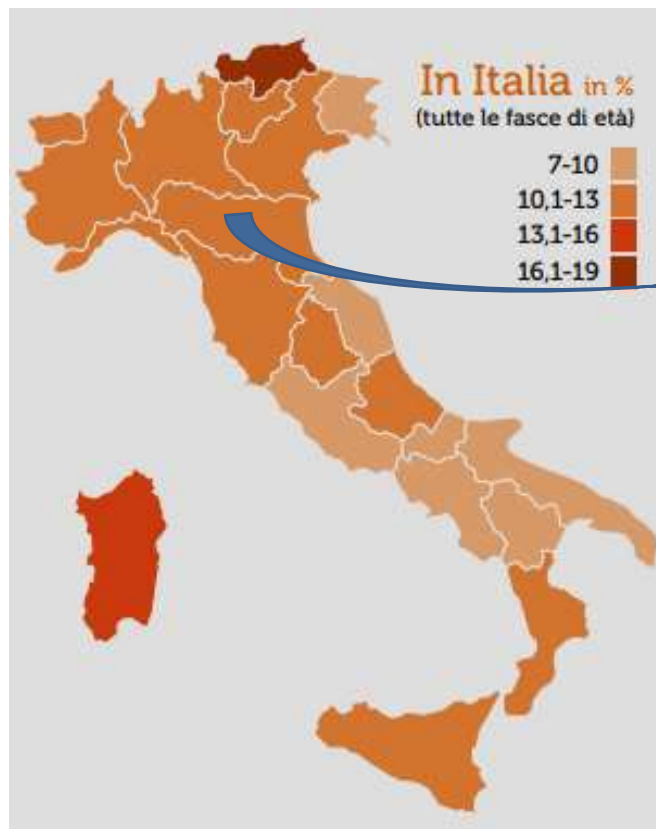 In Italia in %
(tutte le fasce di età)
7-10
10,1-13
13,1-16
16,1-19